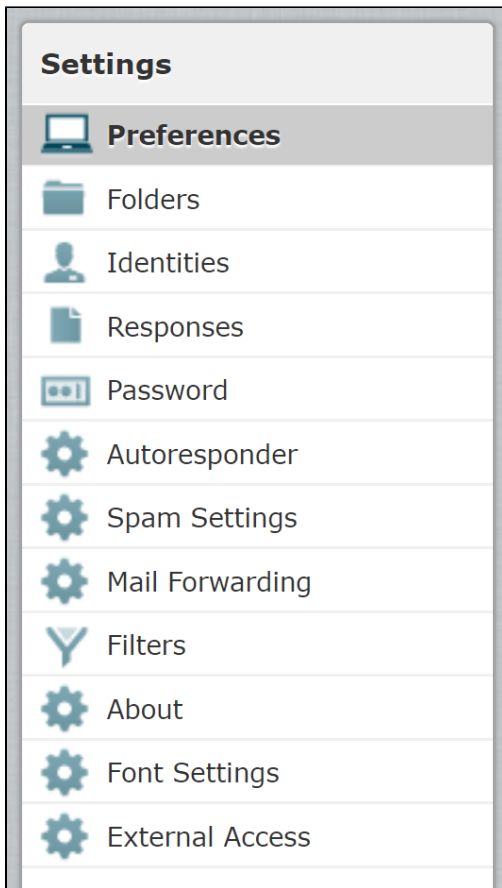 Settings
Preferences
Folders
Identities
Responses
Password
Autoresponder
Spam Settings
Mail Forwarding
Filters
About
Font Settings
External Access